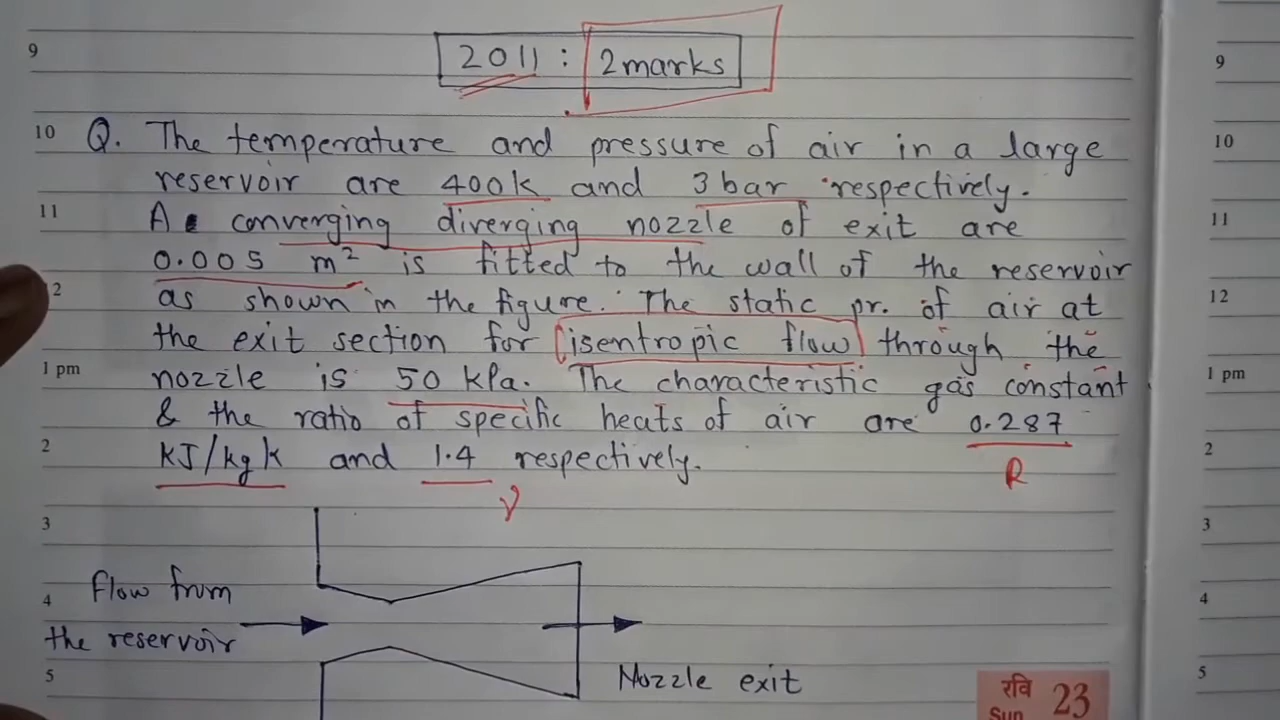 2011 : 2marks
9
9
10 Q. The temperature and pressure of air in a large
10
reservoir are 400k and 3 bar respectively.
11 A converging diverging nozzle of exit are
11
0.005 m² is fitted to the wall of the reservoir
2 as shown in the figure. The static pr. of air at
12
the exit section for (isentropic flow) through the
1 pm nozzle is 50 kPa. The characteristic gas constant
1 pm
& the ratio of specific heats of air are 0.287
2 kJ/kg k and 1.4 respectively.
2
R
γ
3
3
4 Flow from
4
the reservoir
5 Nozzle exit
5
रवि 23
Sun